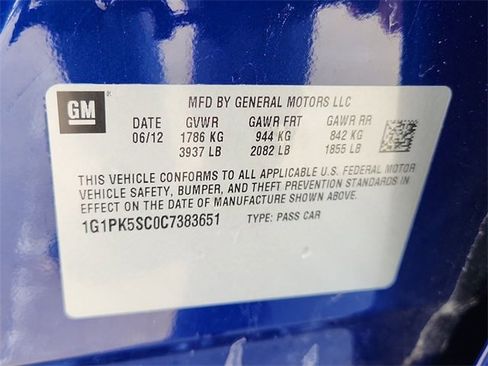 GM
MFD BY GENERAL MOTORS LLC
DATE GVWR GAWR FRT GAWR RR
06/12 1786 KG 944 KG 842 KG
3937 LB 2082 LB 1855 LB
THIS VEHICLE CONFORMS TO ALL APPLICABLE U.S. FEDERAL MOTOR
VEHICLE SAFETY, BUMPER, AND THEFT PREVENTION STANDARDS IN
EFFECT ON THE DATE OF MANUFACTURE SHOWN ABOVE.
1G1PK5SC0C7383651 TYPE: PASS CAR